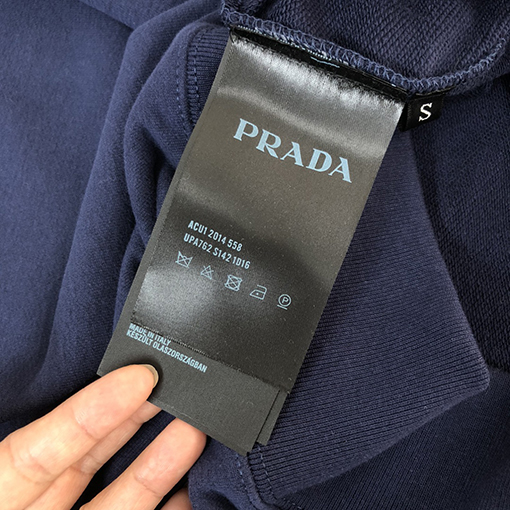 PRADA
S
ACU1 2014 558
UPA762 S142 1016
MADE IN ITALY
KÉSZÜLT OLASZORSZÁGBAN